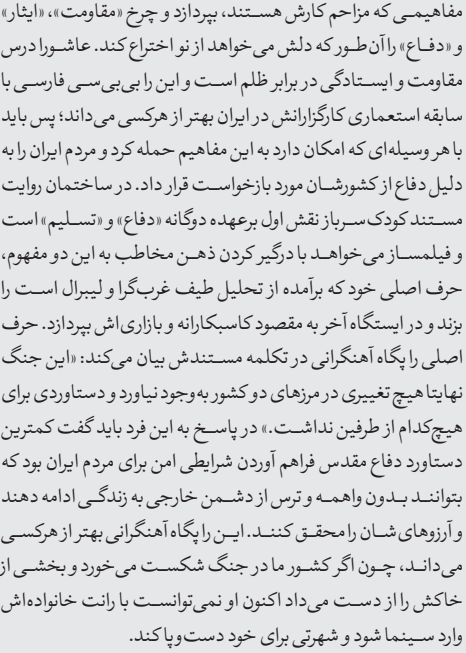 مفاهیمی که مزاحم کارش هستند، بپردازد و چرخ «مقاومت»، «ایثار»
و «دفاع» را آن‌طور که دلش می‌خواهد از نو اختراع کند. عاشورا درس
مقاومت و ایستادگی در برابر ظلم است و این را بی‌بی‌سی فارسی با
سابقه استعماری کارگزارانش در ایران بهتر از هرکسی می‌داند؛ پس باید
با هر وسیله‌ای که امکان دارد به این مفاهیم حمله کرد و مردم ایران را به
دلیل دفاع از کشورشان مورد بازخواست قرار داد. در ساختمان روایت
مستند کودک‌سرباز نقش اول برعهده دوگانه «دفاع» و «تسلیم» است
و فیلمساز می‌خواهد با درگیر کردن ذهن مخاطب به این دو مفهوم،
حرف اصلی خود که برآمده از تحلیل طیف غرب‌گرا و لیبرال است را
بزند و در ایستگاه آخر به مقصود کاسبکارانه و بازاری‌اش بپردازد. حرف
اصلی را پگاه آهنگرانی در تکلمه مستندش بیان می‌کند: «این جنگ
نهایتا هیچ تغییری در مرزهای دو کشور به‌وجود نیاورد و دستاوردی برای
هیچ‌کدام از طرفین نداشت.» در پاسخ به این فرد باید گفت کمترین
دستاورد دفاع مقدس فراهم آوردن شرایطی امن برای مردم ایران بود که
بتوانند بدون واهمه و ترس از دشمن خارجی به زندگی ادامه دهند
و آرزوهای‌شان را محقق کنند. این را پگاه آهنگرانی بهتر از هرکسی
می‌داند، چون اگر کشور ما در جنگ شکست می‌خورد و بخشی از
خاکش را از دست می‌داد اکنون او نمی‌توانست با رانت خانواده‌اش
وارد سینما شود و شهرتی برای خود دست‌وپا کند.